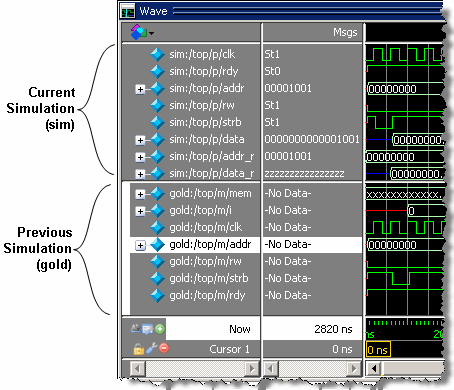 Wave
Msgs
Current
Simulation
(sim)
sim:/top/p/clk St1
sim:/top/p/rdy St0
sim:/top/p/addr 00001001 00000000
sim:/top/p/rw St1
sim:/top/p/strb St1
sim:/top/p/data 0000000000001001 00000000
sim:/top/p/addr_r 00001001 00000000
sim:/top/p/data_r zzzzzzzzzzzzzzzz 00000000
Previous
Simulation
(gold)
gold:/top/m/mem -No Data-
gold:/top/m/i -No Data- 0
gold:/top/m/clk -No Data-
gold:/top/m/addr -No Data- 00000000
gold:/top/m/rw -No Data-
gold:/top/m/strb -No Data-
gold:/top/m/rdy -No Data-
Now 2820 ns
Cursor 1 0 ns 0 ns